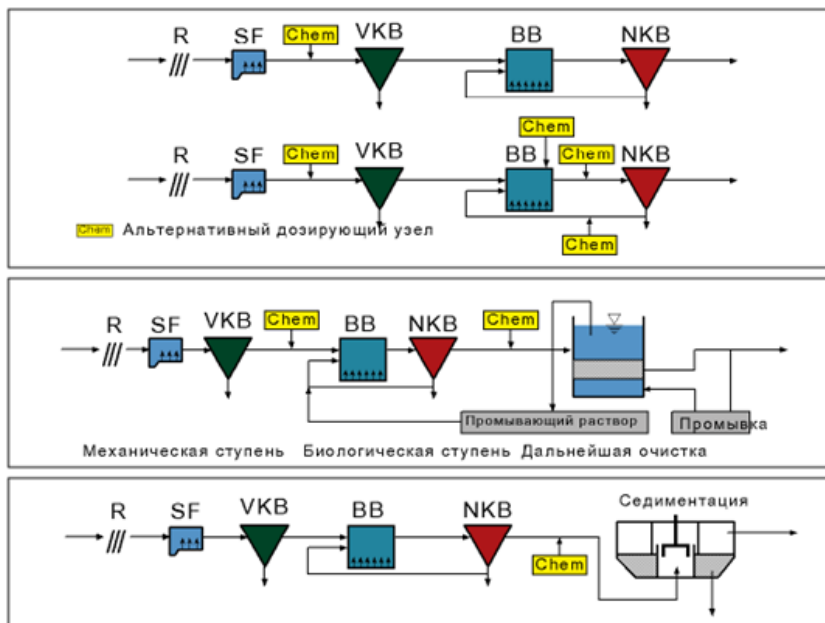 R SF Chem VKB BB NKB
Chem
R SF Chem VKB BB Chem NKB
Chem Альтернативный дозирующий узел
Chem
R SF VKB Chem BB NKB Chem
Промывающий раствор Промывка
Механическая ступень Биологическая ступень Дальнейшая очистка
Седиментация
R SF VKB BB NKB
Chem